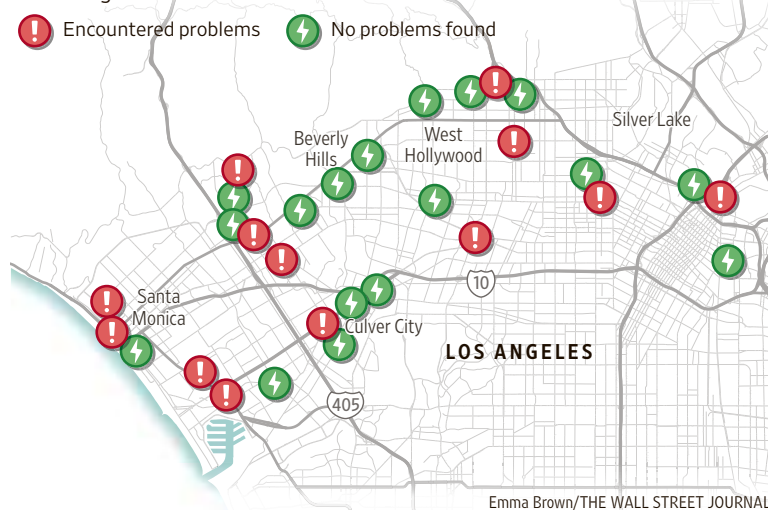 Encountered problems
No problems found
Silver Lake
Beverly
Hills
West
Hollywood
Santa
Monica
10
Culver City
LOS ANGELES
405
Emma Brown/THE WALL STREET JOURNAL